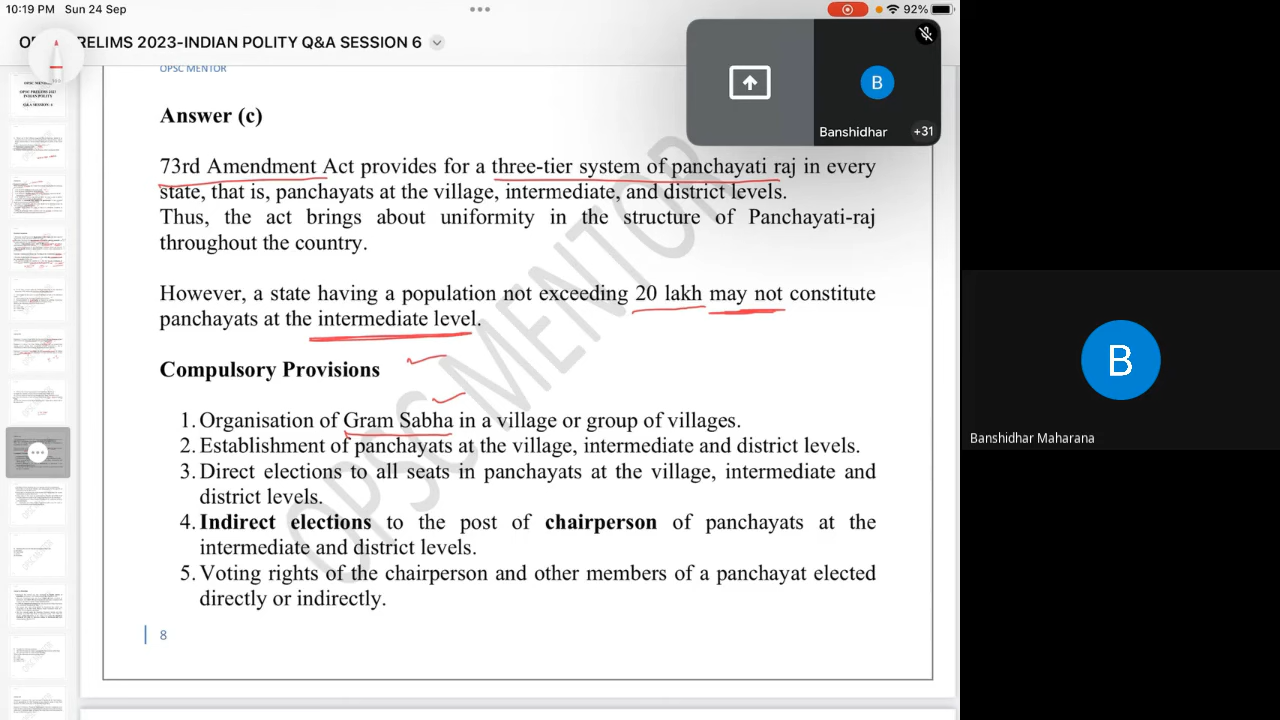 10:19 PM Sun 24 Sep
92%
RELIMS 2023-INDIAN POLITY Q&A SESSION 6
OPSC MENTOR
B
Banshidhar
+31
Answer (c)
73rd Amendment Act provides for a three-tier system of panchayati raj in every
state, that is, panchayats at the village, intermediate, and district levels.
Thus, the act brings about uniformity in the structure of Panchayati-raj
throughout the country.
However, a state having a population not exceeding 20 lakh may not constitute
panchayats at the intermediate level.
Compulsory Provisions
1. Organisation of Gram Sabha in a village or group of villages.
2. Establishment of panchayats at the village, intermediate and district levels.
3. Direct elections to all seats in panchayats at the village, intermediate and
district levels.
4. Indirect elections to the post of chairperson of panchayats at the
intermediate and district levels.
5. Voting rights of the chairperson and other members of a panchayat elected
directly or indirectly.
8
OPSC MENTOR
B
Banshidhar Maharana